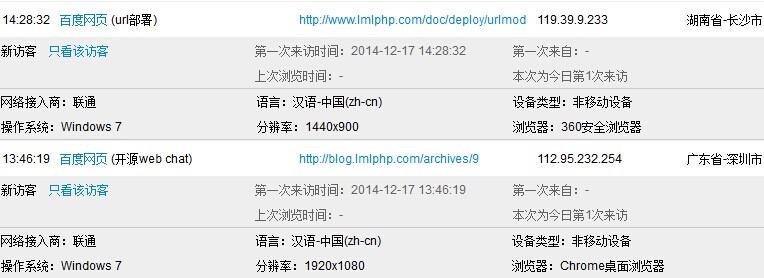 14:28:32 百度网页 (url部署) http://www.lmlphp.com/doc/deploy/urlmod 119.39.9.233 湖南省-长沙市
新访客 只看该访客 第一次来访时间：2014-12-17 14:28:32 第一次来自：-
上次浏览时间：- 本次为今日第1次来访
网络接入商：联通 语言：汉语-中国(zh-cn) 设备类型：非移动设备
操作系统：Windows 7 分辨率：1440x900 浏览器：360安全浏览器
13:46:19 百度网页 (开源web chat) http://blog.lmlphp.com/archives/9 112.95.232.254 广东省-深圳市
新访客 只看该访客 第一次来访时间：2014-12-17 13:46:19 第一次来自：-
上次浏览时间：- 本次为今日第1次来访
网络接入商：联通 语言：汉语-中国(zh-cn) 设备类型：非移动设备
操作系统：Windows 7 分辨率：1920x1080 浏览器：Chrome桌面浏览器